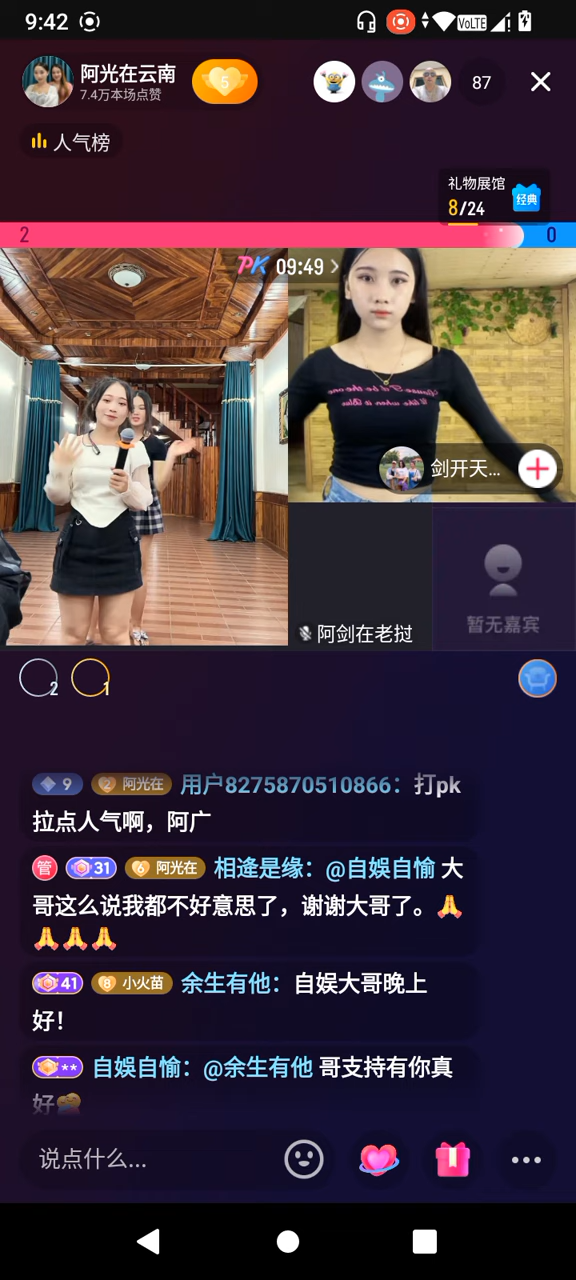 9:42
VoLTE
阿光在云南
7.4万本场点赞
5
87
人气榜
礼物展馆
8/24
经典
2
0
PK 09:49
剑开天...
阿剑在老挝
暂无嘉宾
2
1
9 2 阿光在 用户8275870510866：打pk
拉点人气啊，阿广
管 31 6 阿光在 相逄是缘：@自娱自愉 大
哥这么说我都不好意思了，谢谢大哥了。🙏
🙏🙏🙏
41 8 小火苗 余生有他：自娱大哥晚上
好！
** 自娱自愉：@余生有他 哥支持有你真
好
说点什么...